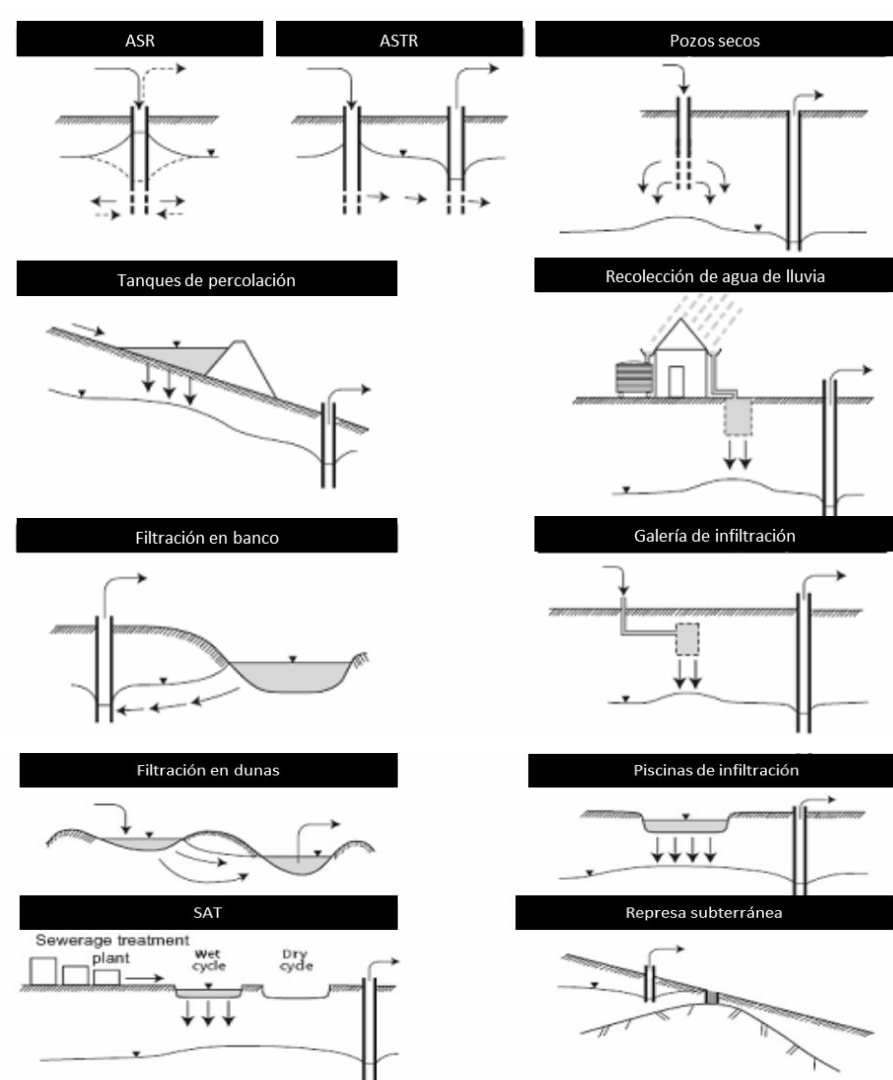 ASR
ASTR
Pozos secos
Tanques de percolación
Recolección de agua de lluvia
Filtración en banco
Galería de infiltración
Filtración en dunas
Piscinas de infiltración
SAT
Represa subterránea
Sewerage treatment
plant
Wet
cycle
Dry
cycle